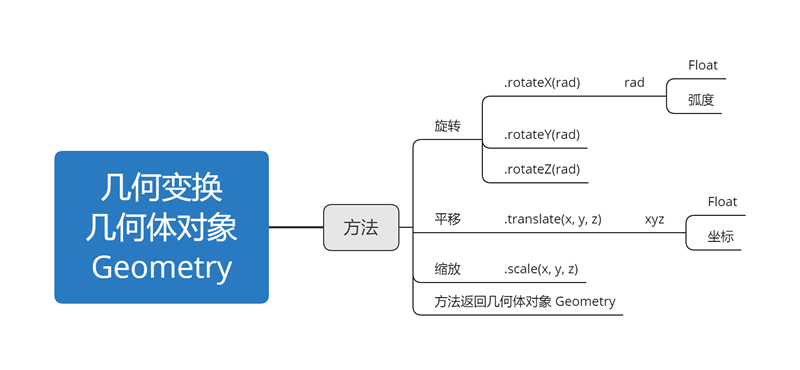 几何变换
几何体对象
Geometry
方法
旋转
.rotateX(rad)
rad
Float
弧度
.rotateY(rad)
.rotateZ(rad)
平移
.translate(x, y, z)
xyz
Float
坐标
缩放
.scale(x, y, z)
方法返回几何体对象 Geometry